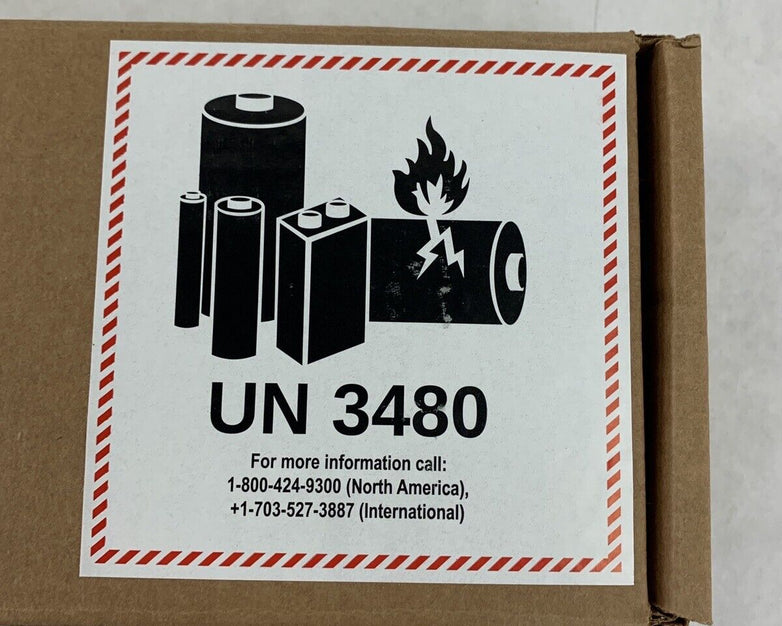 UN 3480
For more information call:
1-800-424-9300 (North America),
+1-703-527-3887 (International)